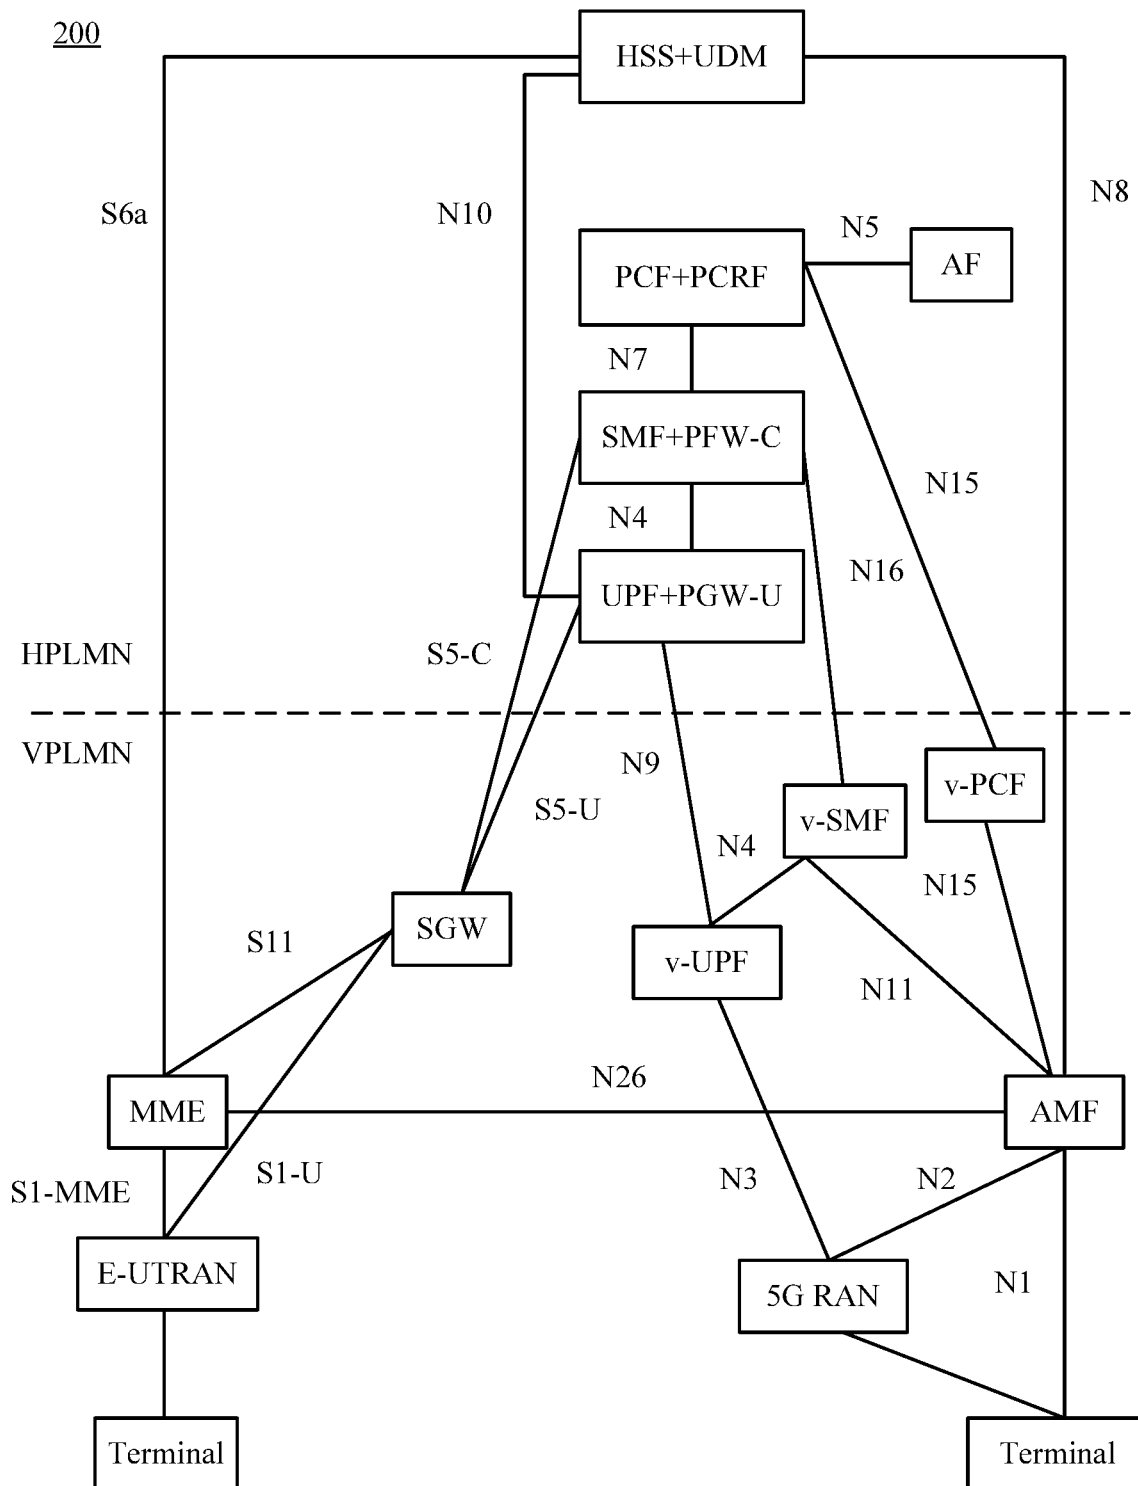 200
HSS+UDM
S6a
N10
N8
N5
PCF+PCRF
AF
N7
SMF+PFW-C
N15
N4
N16
UPF+PGW-U
HPLMN
S5-C
VPLMN
N9
v-PCF
S5-U
v-SMF
N4
N15
SGW
S11
v-UPF
N11
N26
MME
AMF
S1-U
S1-MME
N3
N2
E-UTRAN
5G RAN
N1
Terminal
Terminal